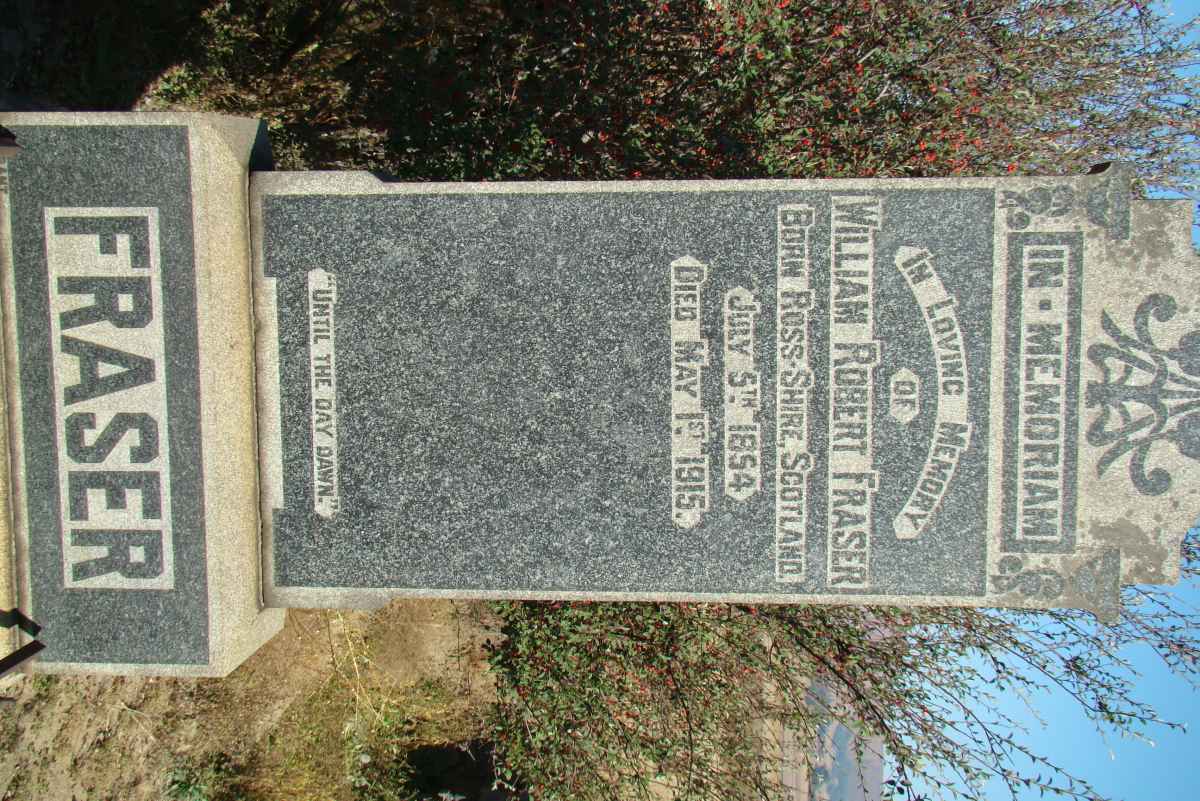 IN·MEMORIAM
IN LOVING MEMORY
OF
WILLIAM ROBERT FRASER
BORN ROSS-SHIRE, SCOTLAND
JULY 5TH 1894
DIED MAY 1ST 1915.
"UNTIL THE DAY DAWN."
FRASER